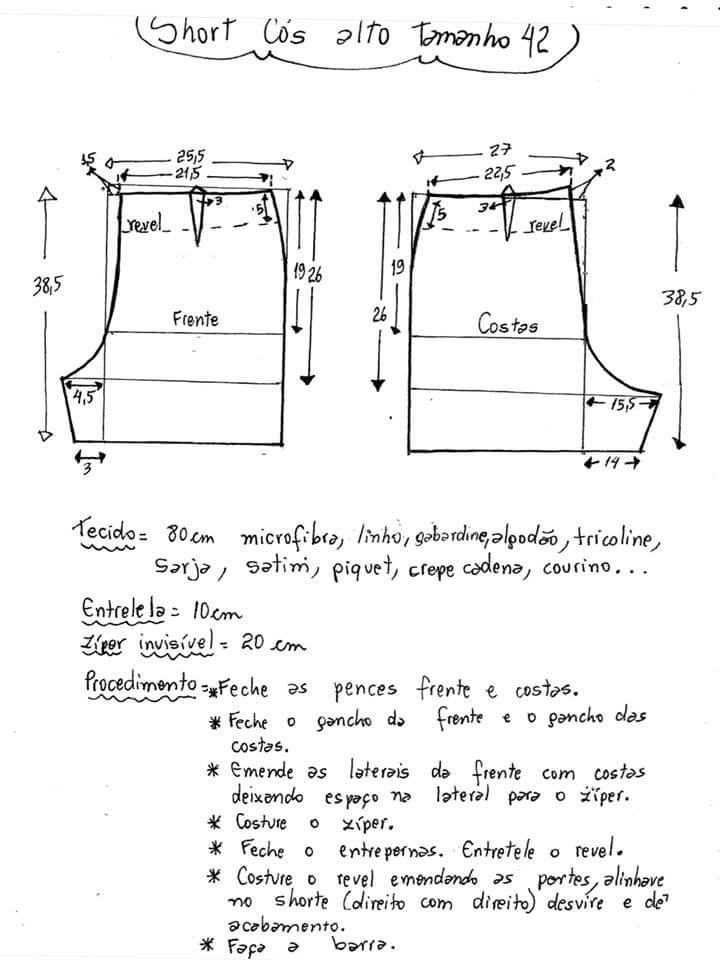 Short Cós alto tamanho 42
1,5
25,5
21,5
3
5
revel
19
26
38,5
Frente
4,5
3
27
22,5
2
3
5
revel
19
26
38,5
Costas
15,5
14
Tecido = 80cm microfibra, linho, gabardine, algodão, tricoline,
sarja, setim, piquet, crepe cadena, courino...
Entretela = 10cm
Zíper invisível = 20 cm
Procedimento = * Feche as pences frente e costas.
* Feche o gancho da frente e o gancho das
costas.
* Emende as laterais da frente com costas
deixando espaço na lateral para o zíper.
* Costure o zíper.
* Feche o entrepernas. Entretele o revel.
* Costure o revel emendando as partes, alinhave
no shorte (direito com direito) desvire e dê
acabamento.
* Faça a barra.